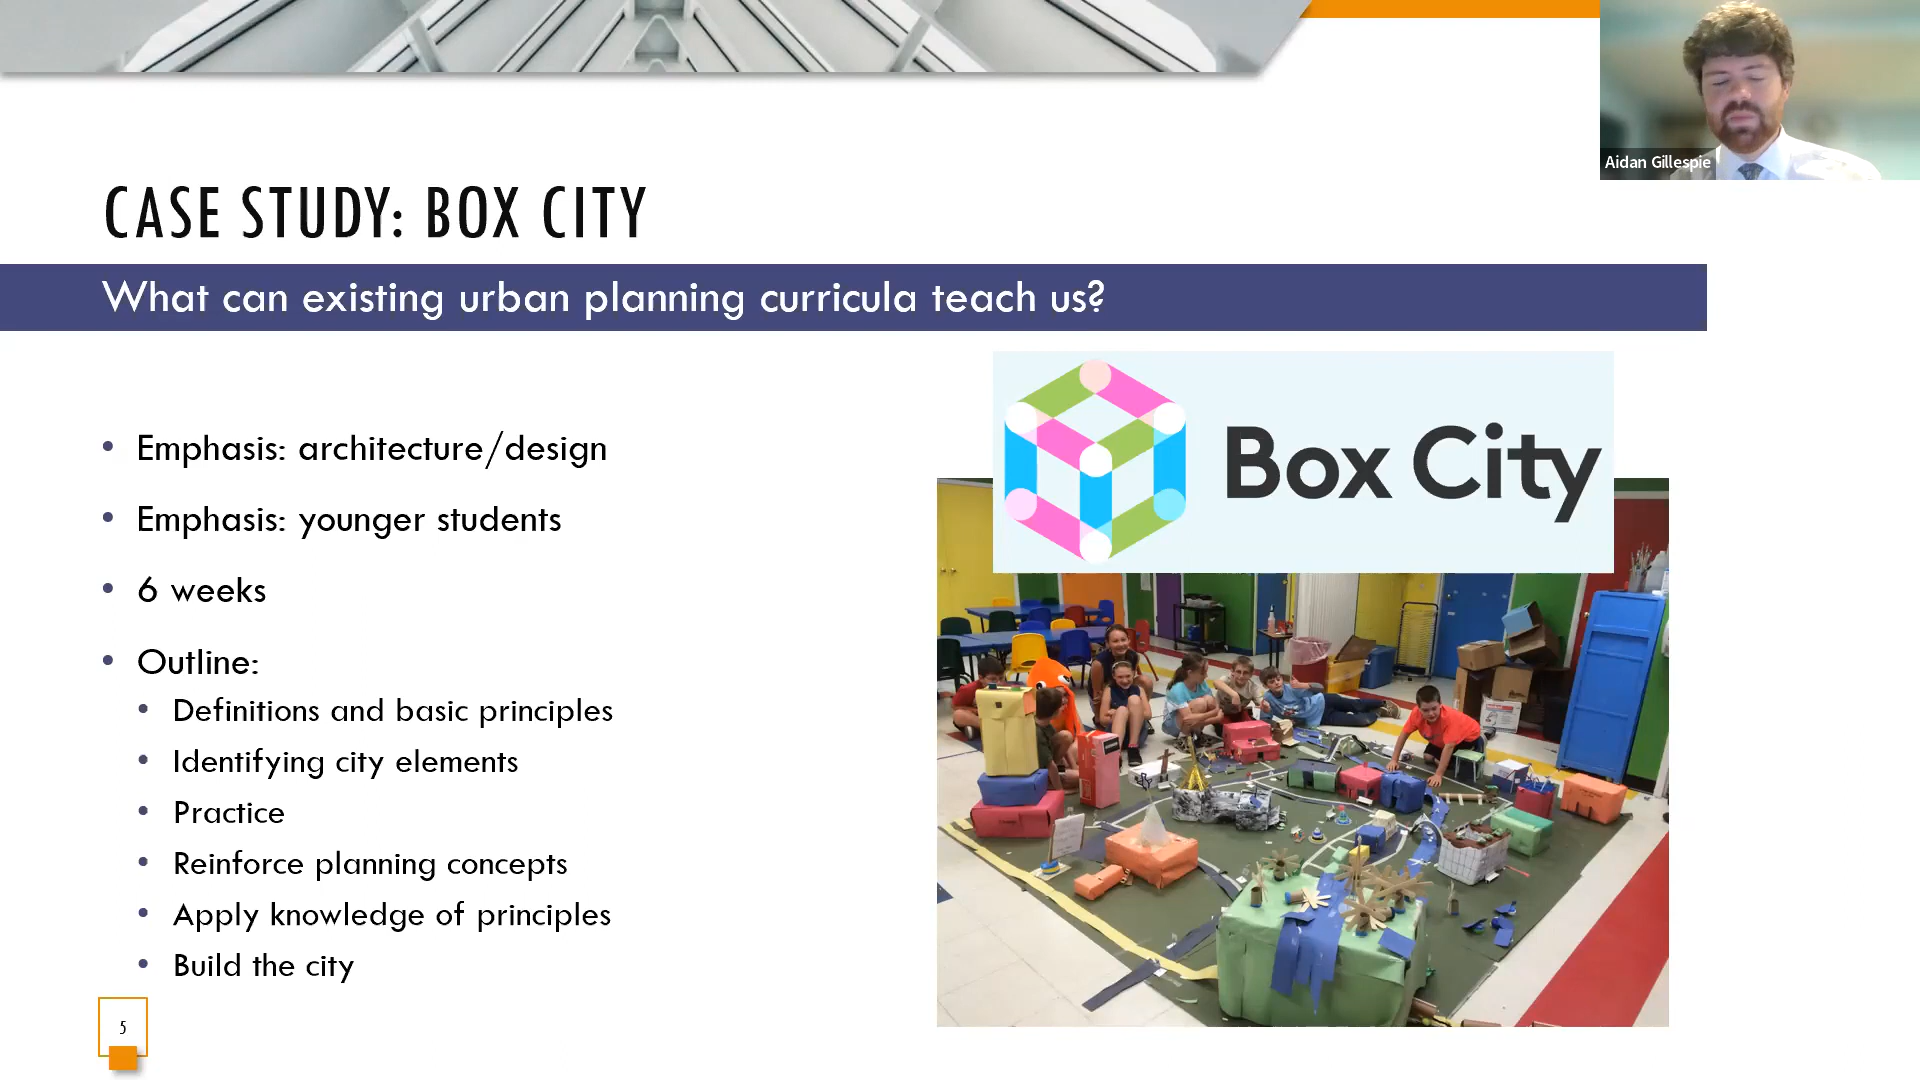 Aidan Gillespie
CASE STUDY: BOX CITY
What can existing urban planning curricula teach us?
• Emphasis: architecture/design
• Emphasis: younger students
• 6 weeks
• Outline:
• Definitions and basic principles
• Identifying city elements
• Practice
• Reinforce planning concepts
• Apply knowledge of principles
• Build the city
Box City
5